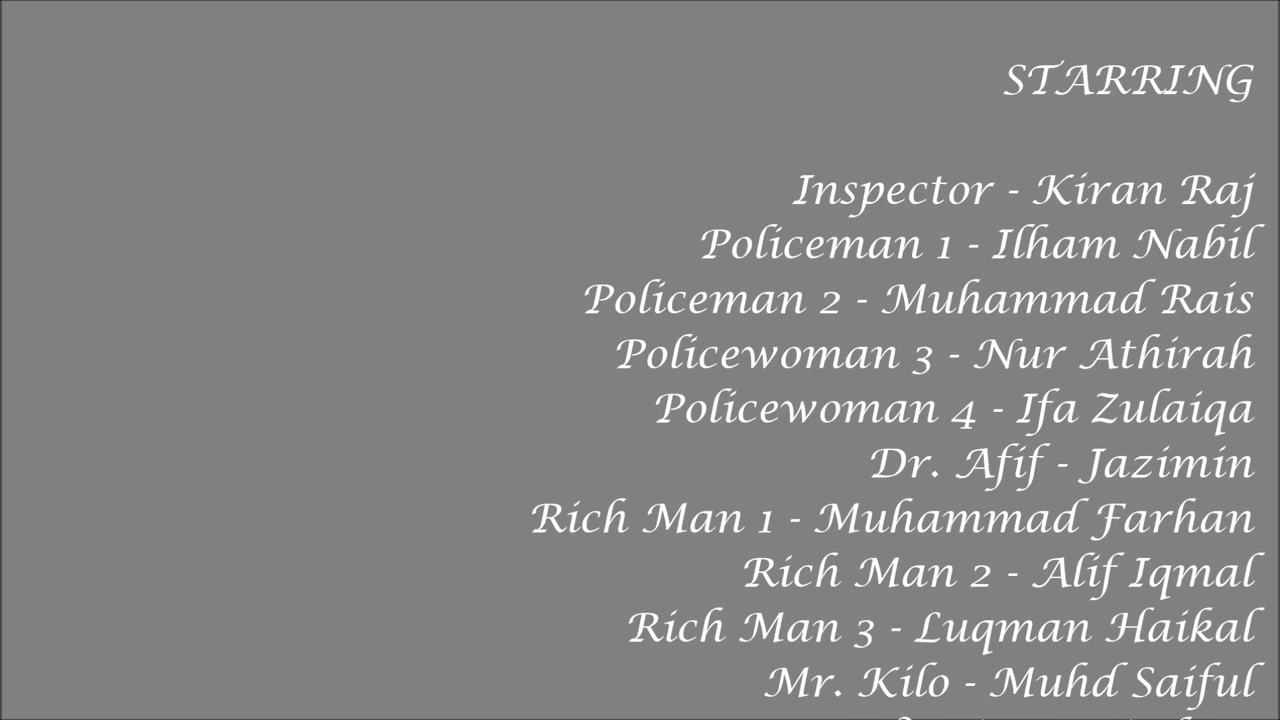 STARRING
Inspector - Kiran Raj
Policeman 1 - Ilham Nabil
Policeman 2 - Muhammad Rais
Policewoman 3 - Nur Athirah
Policewoman 4 - Ifa Zulaiqa
Dr. Afif - Jazimin
Rich Man 1 - Muhammad Farhan
Rich Man 2 - Alif Iqmal
Rich Man 3 - Luqman Haikal
Mr. Kilo - Muhd Saiful